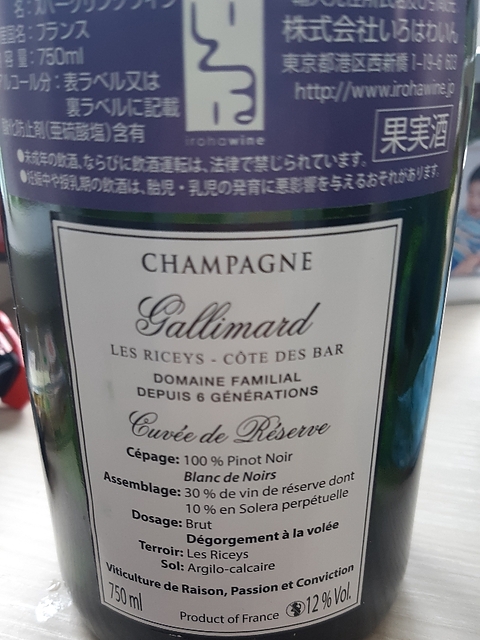 スパークリングワイン
国名：フランス
容量：750ml
アルコール分：表ラベル又は
裏ラベルに記載
酸化防止剤(亜硫酸塩)含有
いろは
irohawine
株式会社いろはわいん
東京都港区西新橋1-19-6
http://www.irohawine.jp
果実酒
●未成年の飲酒、ならびに飲酒運転は、法律で禁じられています。
●妊娠中や授乳期の飲酒は、胎児・乳児の発育に悪影響を与えるおそれがあります。
CHAMPAGNE
Gallimard
LES RICEYS - CÔTE DES BAR
DOMAINE FAMILIAL
DEPUIS 6 GÉNÉRATIONS
Cuvée de Réserve
Cépage: 100 % Pinot Noir
Blanc de Noirs
Assemblage: 30 % de vin de réserve dont
10 % en Solera perpétuelle
Dosage: Brut
Dégorgement à la volée
Terroir: Les Riceys
Sol: Argilo-calcaire
Viticulture de Raison, Passion et Conviction
750 ml
Product of France
12 % Vol.